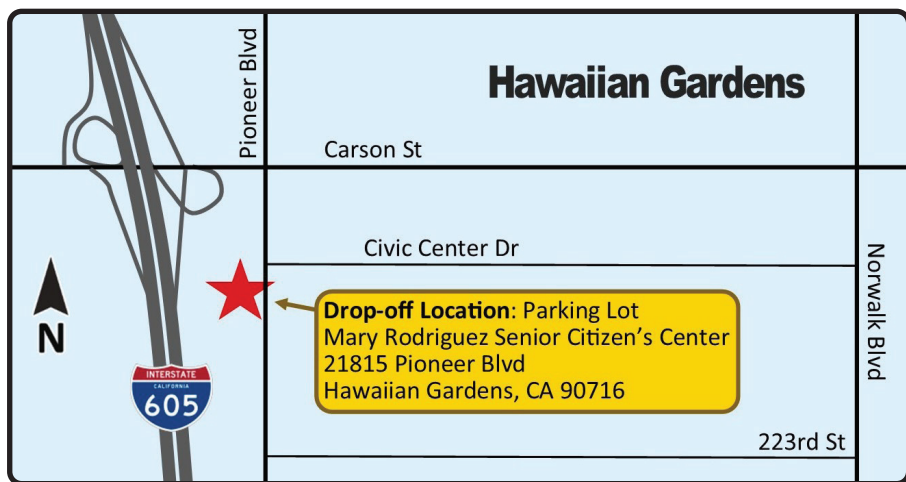 Pioneer Blvd
Hawaiian Gardens
Carson St
Civic Center Dr
Norwalk Blvd
N
Drop-off Location: Parking Lot
Mary Rodriguez Senior Citizen's Center
21815 Pioneer Blvd
Hawaiian Gardens, CA 90716
INTERSTATE
CALIFORNIA
605
223rd St